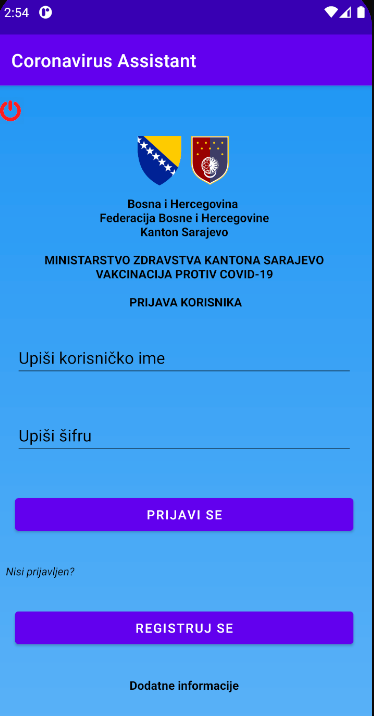 2:54
Coronavirus Assistant
Bosna i Hercegovina
Federacija Bosne i Hercegovine
Kanton Sarajevo
MINISTARSTVO ZDRAVSTVA KANTONA SARAJEVO
VAKCINACIJA PROTIV COVID-19
PRIJAVA KORISNIKA
Upiši korisničko ime
Upiši šifru
PRIJAVI SE
Nisi prijavljen?
REGISTRUJ SE
Dodatne informacije